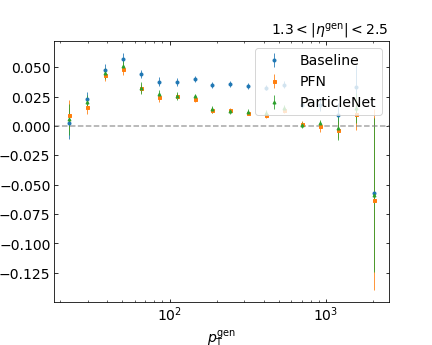 1.3 < |η^gen| < 2.5
Baseline
PFN
ParticleNet
0.050
0.025
0.000
−0.025
−0.050
−0.075
−0.100
−0.125
10^2
10^3
p_T^gen